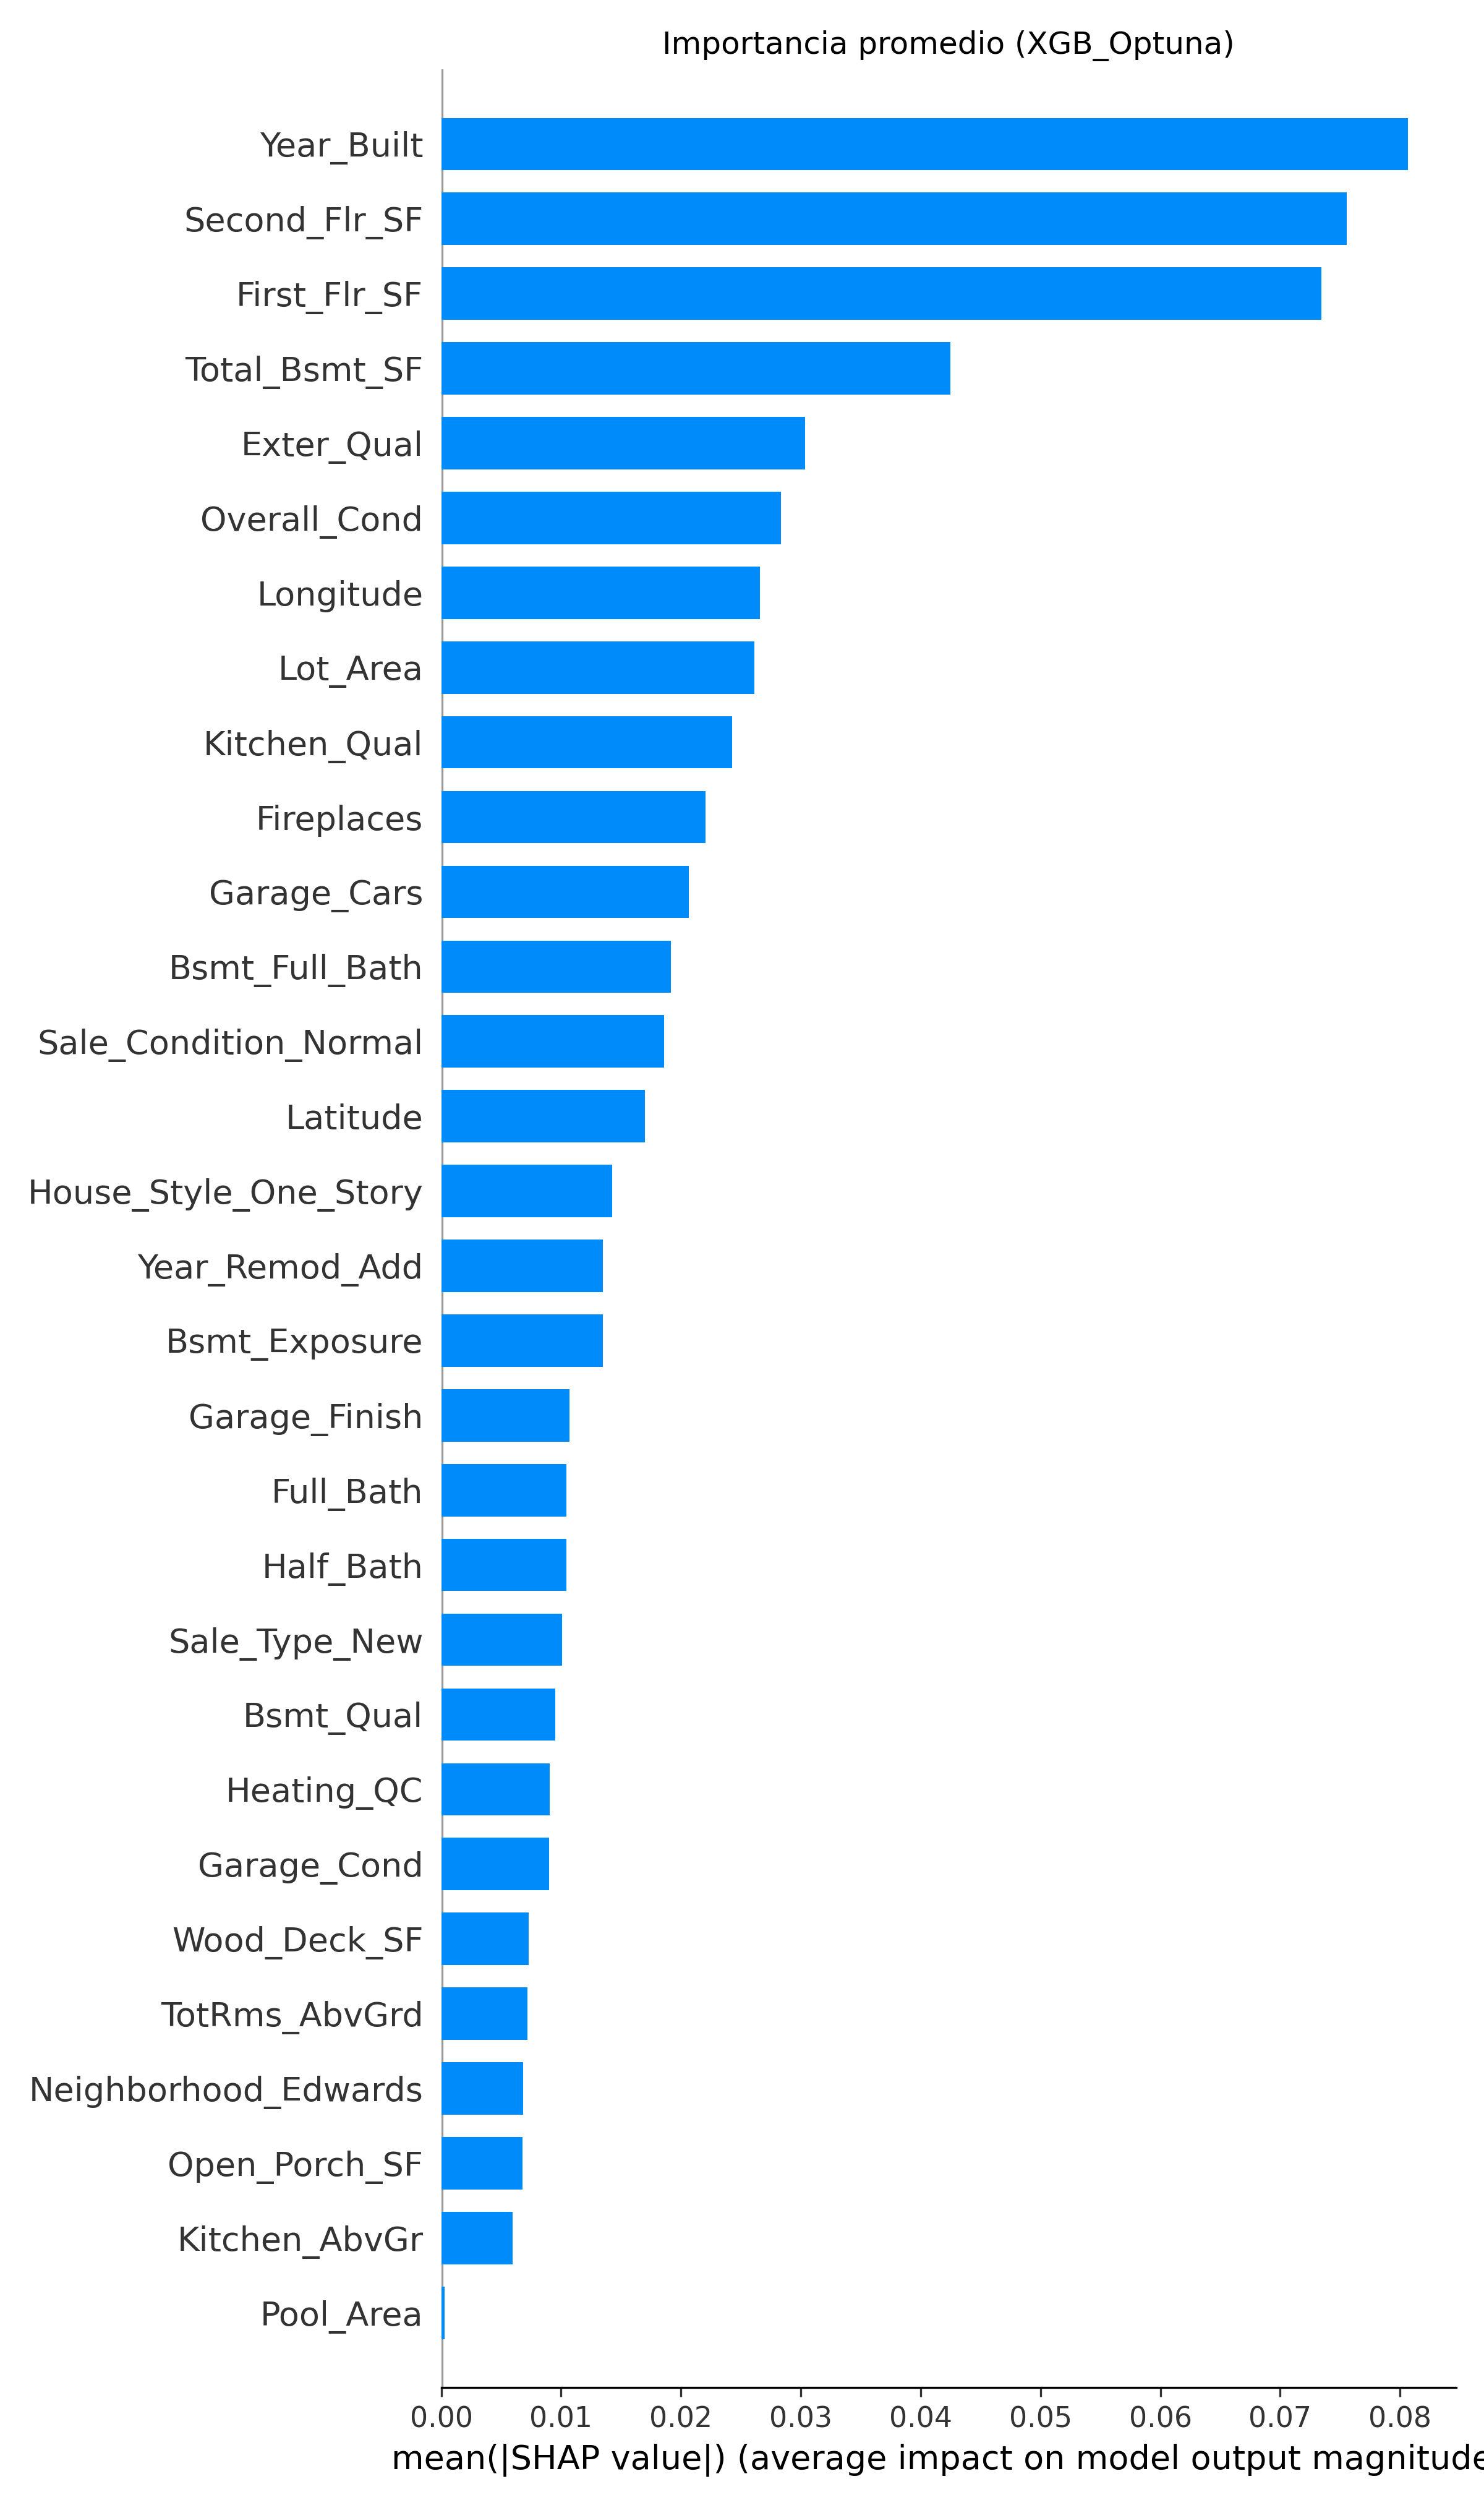 Importancia promedio (XGB_Optuna)
Year_Built
Second_Flr_SF
First_Flr_SF
Total_Bsmt_SF
Exter_Qual
Overall_Cond
Longitude
Lot_Area
Kitchen_Qual
Fireplaces
Garage_Cars
Bsmt_Full_Bath
Sale_Condition_Normal
Latitude
House_Style_One_Story
Year_Remod_Add
Bsmt_Exposure
Garage_Finish
Full_Bath
Half_Bath
Sale_Type_New
Bsmt_Qual
Heating_QC
Garage_Cond
Wood_Deck_SF
TotRms_AbvGrd
Neighborhood_Edwards
Open_Porch_SF
Kitchen_AbvGr
Pool_Area
0.00 0.01 0.02 0.03 0.04 0.05 0.06 0.07 0.08
mean(|SHAP value|) (average impact on model output magnitude